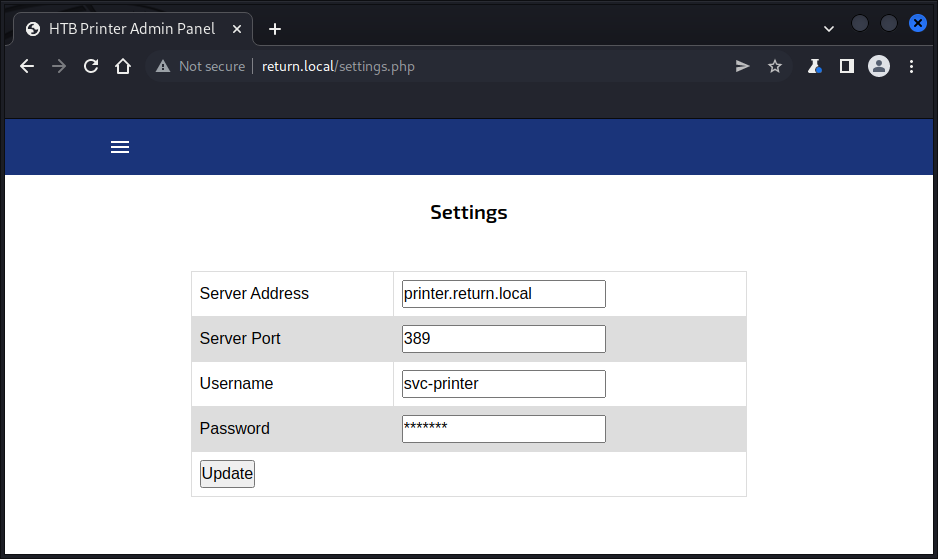 HTB Printer Admin Panel
Not secure return.local/settings.php
Settings
Server Address printer.return.local
Server Port 389
Username svc-printer
Password *******
Update